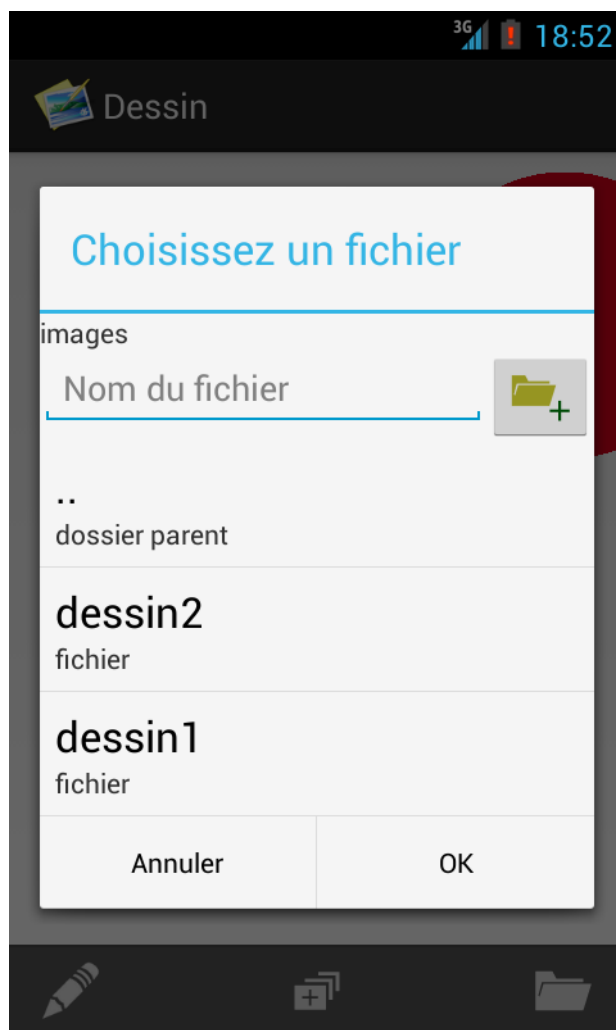 3G 18:52
Dessin
Choisissez un fichier
images
Nom du fichier
..
dossier parent
dessin2
fichier
dessin1
fichier
Annuler OK